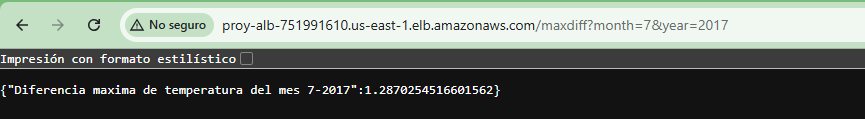 No seguro
proy-alb-751991610.us-east-1.elb.amazonaws.com/maxdiff?month=7&year=2017
Impresión con formato estilístico
{"Diferencia maxima de temperatura del mes 7-2017":1.2870254516601562}